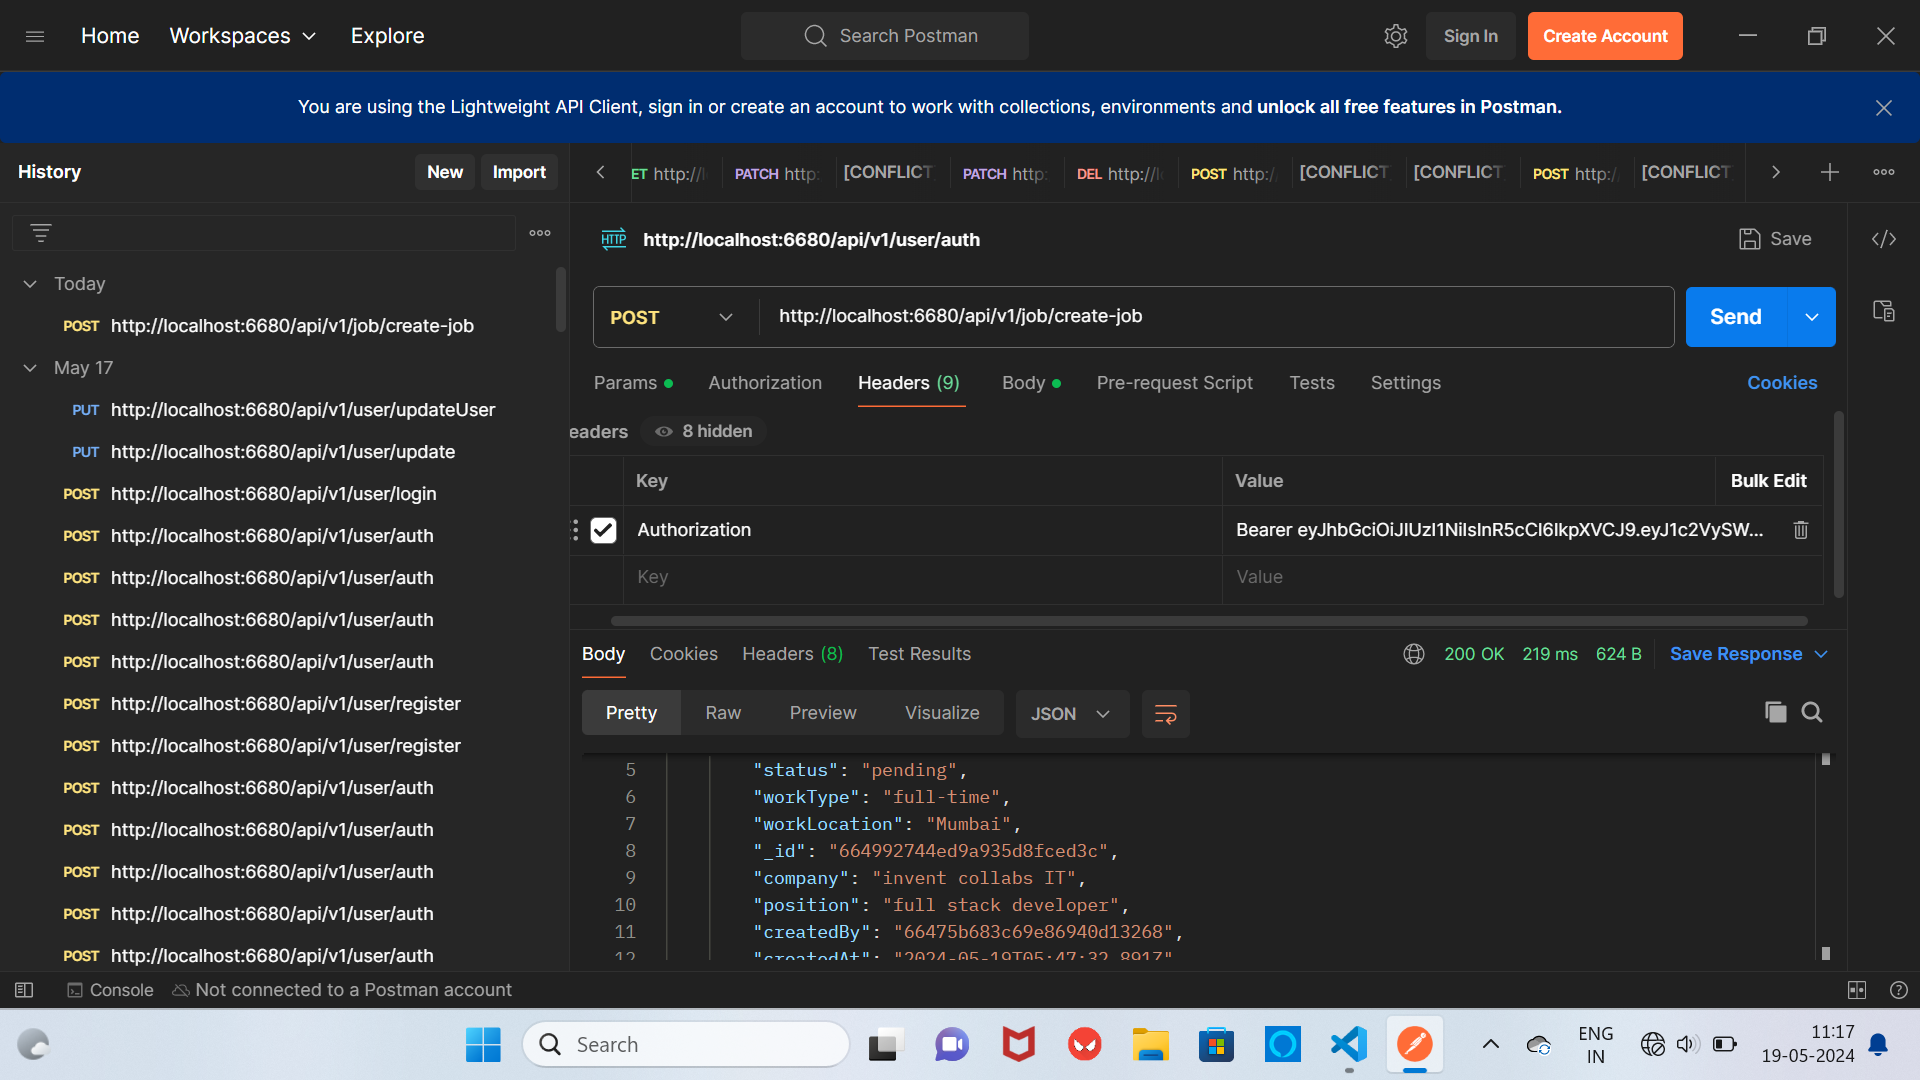 Home Workspaces Explore
Search Postman
Sign In Create Account
You are using the Lightweight API Client, sign in or create an account to work with collections, environments and unlock all free features in Postman.
History New Import
ET http://l PATCH http: [CONFLICT PATCH http: DEL http://l POST http:/ [CONFLICT [CONFLICT POST http:/ [CONFLICT
Today
POST http://localhost:6680/api/v1/job/create-job
May 17
PUT http://localhost:6680/api/v1/user/updateUser
PUT http://localhost:6680/api/v1/user/update
POST http://localhost:6680/api/v1/user/login
POST http://localhost:6680/api/v1/user/auth
POST http://localhost:6680/api/v1/user/auth
POST http://localhost:6680/api/v1/user/auth
POST http://localhost:6680/api/v1/user/auth
POST http://localhost:6680/api/v1/user/register
POST http://localhost:6680/api/v1/user/register
POST http://localhost:6680/api/v1/user/auth
POST http://localhost:6680/api/v1/user/auth
POST http://localhost:6680/api/v1/user/auth
POST http://localhost:6680/api/v1/user/auth
POST http://localhost:6680/api/v1/user/auth
HTTP http://localhost:6680/api/v1/user/auth Save
POST http://localhost:6680/api/v1/job/create-job Send
Params Authorization Headers (9) Body Pre-request Script Tests Settings Cookies
eaders 8 hidden
Key Value Bulk Edit
Authorization Bearer eyJhbGciOiJIUzI1NiIsInR5cCI6IkpXVCJ9.eyJ1c2VySW...
Key Value
Body Cookies Headers (8) Test Results 200 OK 219 ms 624 B Save Response
Pretty Raw Preview Visualize JSON
5 "status": "pending",
6 "workType": "full-time",
7 "workLocation": "Mumbai",
8 "_id": "664992744ed9a935d8fced3c",
9 "company": "invent collabs IT",
10 "position": "full stack developer",
11 "createdBy": "66475b683c69e86940d13268",
12 "createdAt": "2024-05-19T05:47:32.891Z"
Console Not connected to a Postman account
Search
ENG
IN
11:17
19-05-2024